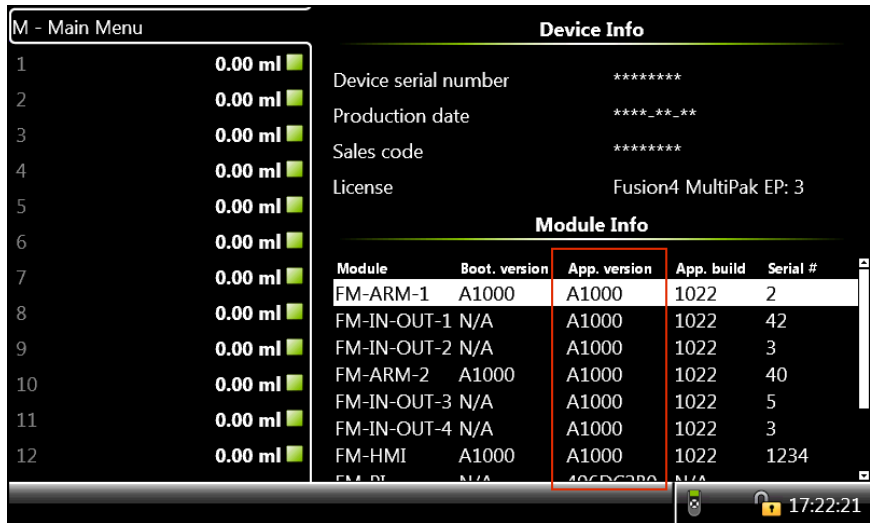 M - Main Menu
1 0.00 ml
2 0.00 ml
3 0.00 ml
4 0.00 ml
5 0.00 ml
6 0.00 ml
7 0.00 ml
8 0.00 ml
9 0.00 ml
10 0.00 ml
11 0.00 ml
12 0.00 ml
Device Info
Device serial number ********
Production date ****-**-**
Sales code ********
License Fusion4 MultiPak EP: 3
Module Info
Module Boot. version App. version App. build Serial #
FM-ARM-1 A1000 A1000 1022 2
FM-IN-OUT-1 N/A A1000 1022 42
FM-IN-OUT-2 N/A A1000 1022 3
FM-ARM-2 A1000 A1000 1022 40
FM-IN-OUT-3 N/A A1000 1022 5
FM-IN-OUT-4 N/A A1000 1022 3
FM-HMI A1000 A1000 1022 1234
N/A N/A
17:22:21